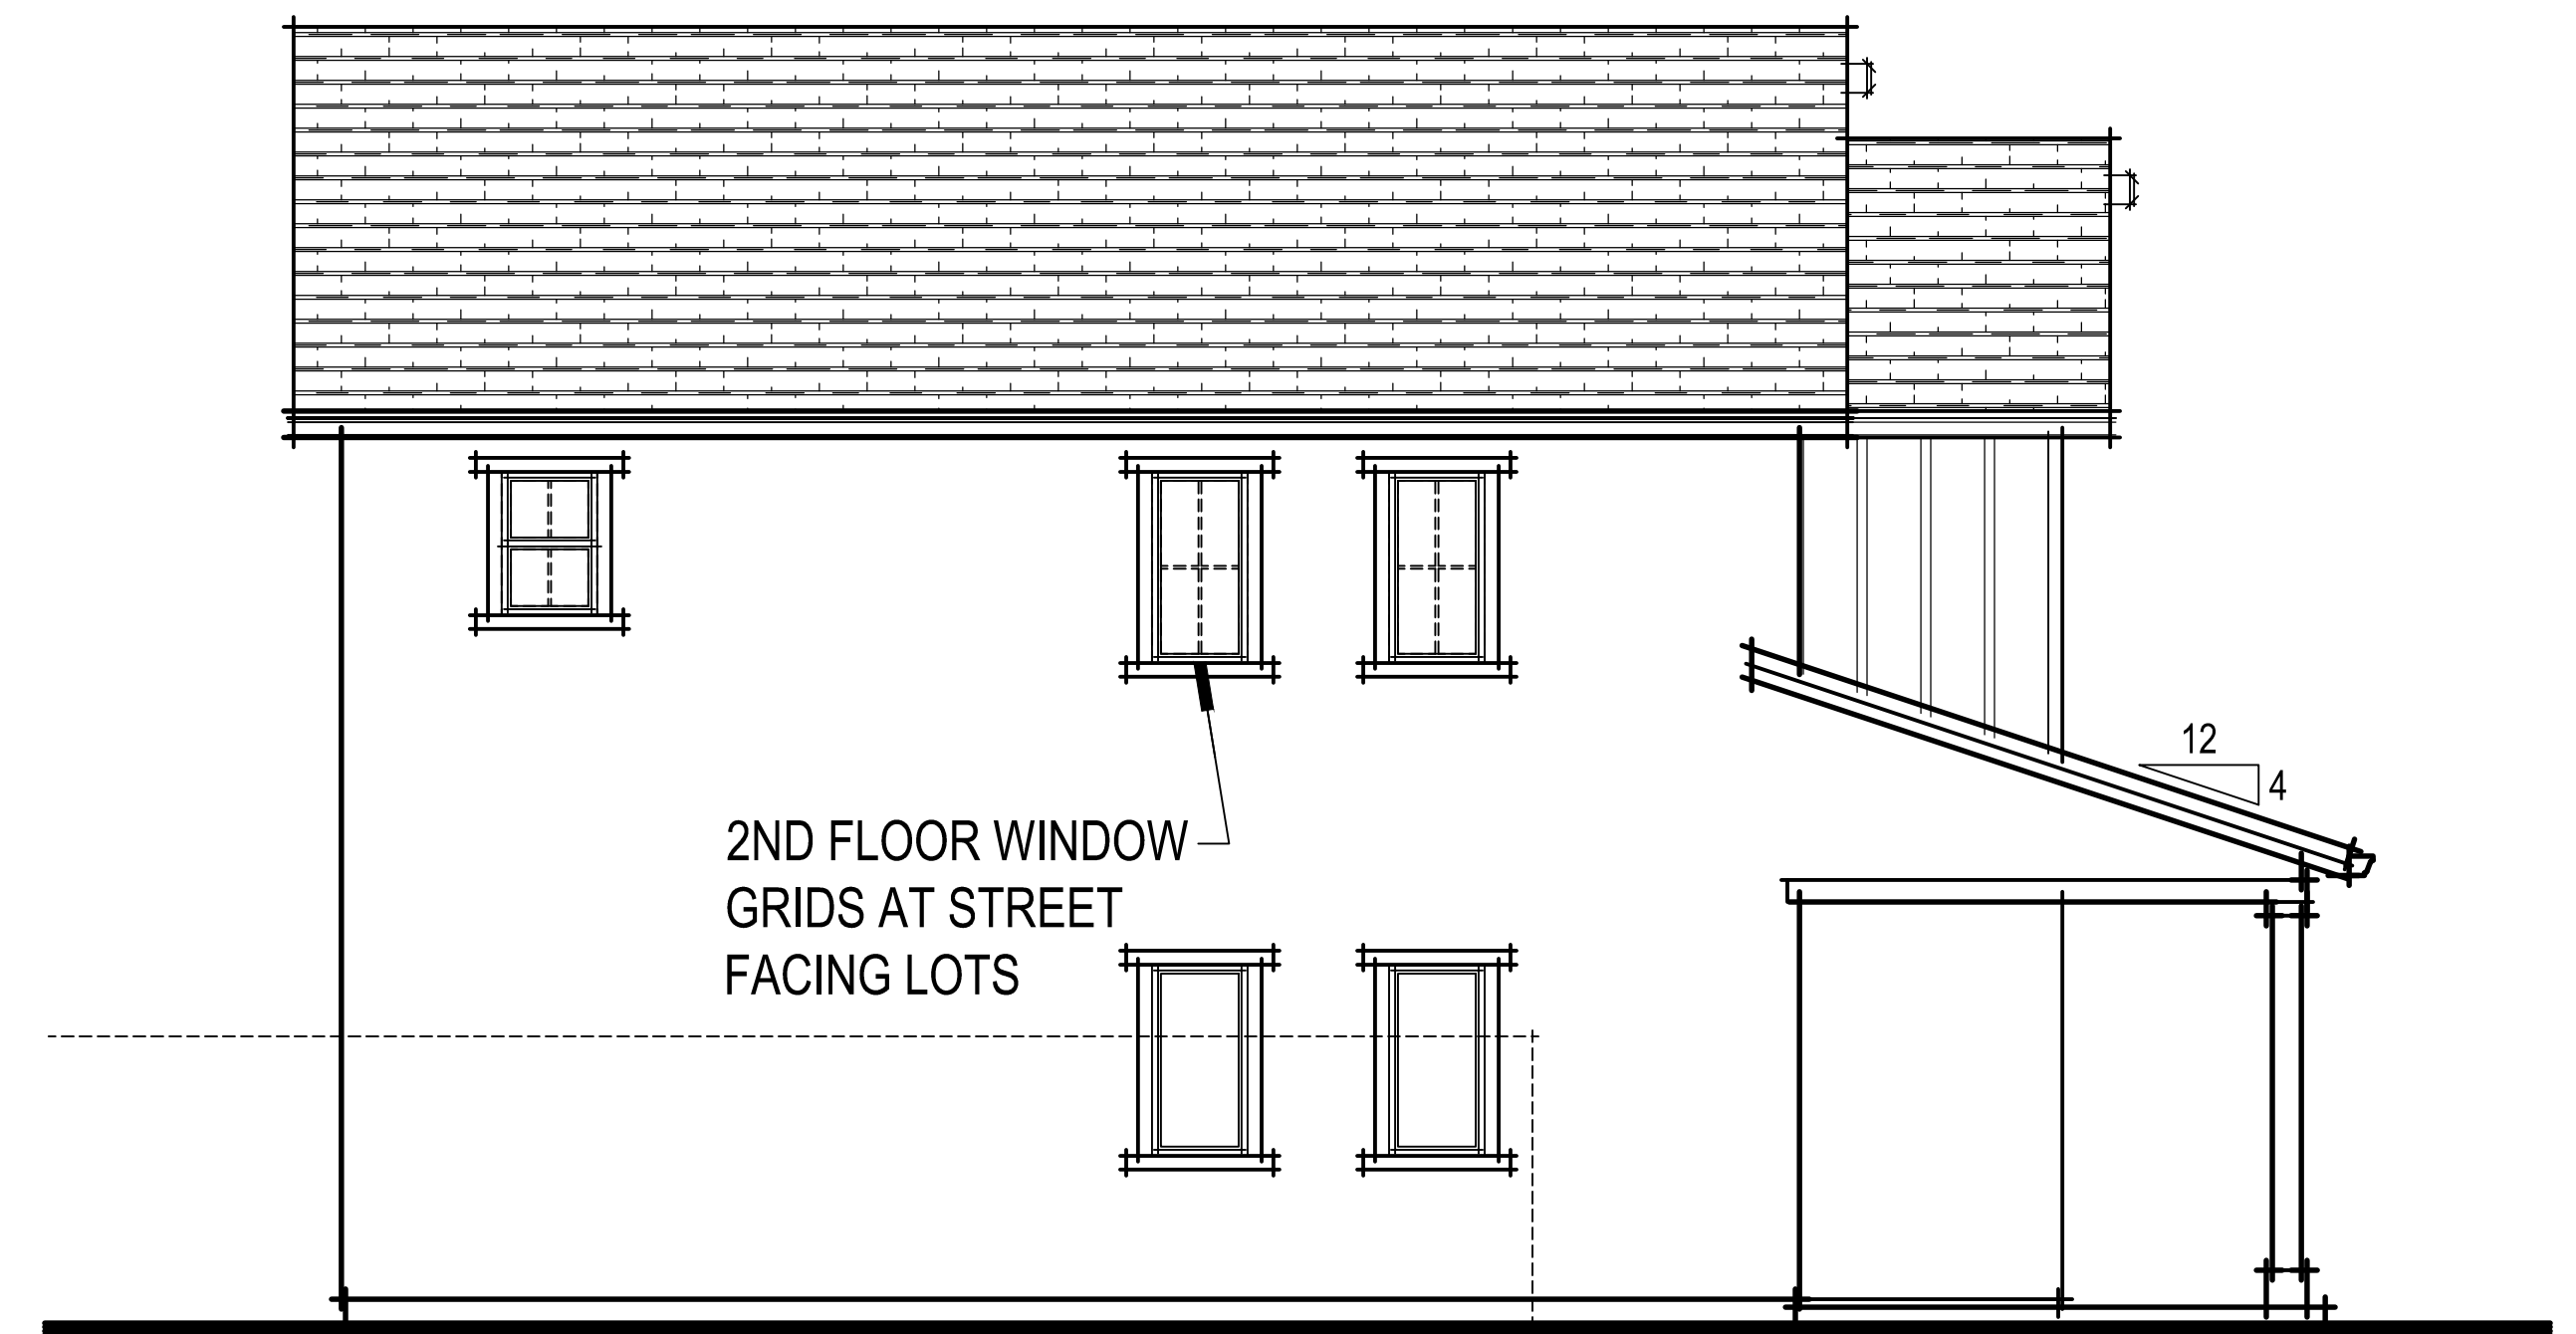 12
4
2ND FLOOR WINDOW
GRIDS AT STREET
FACING LOTS